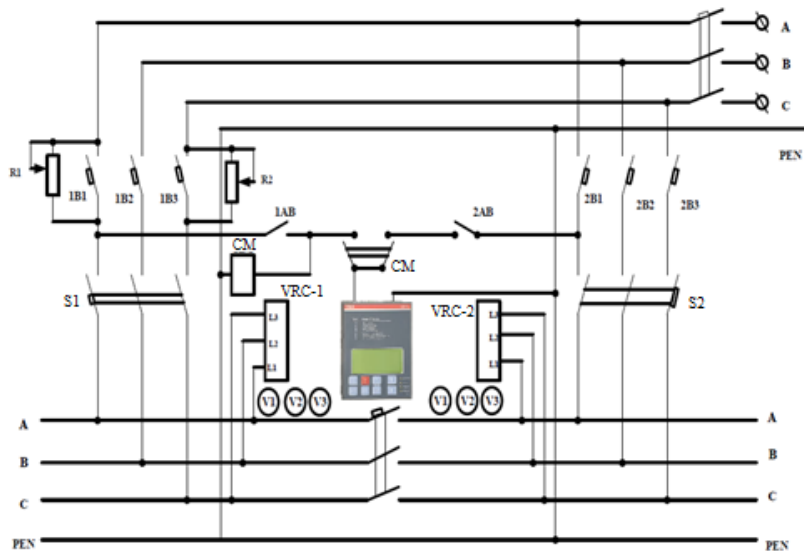 A
B
C
PEN
R1
1B1
1B2
1B3
R2
2B1
2B2
2B3
1AB
2AB
CM
CM
S1
VRC-1
VRC-2
S2
L3
L2
L1
L3
L2
L1
V1 V2 V3
V1 V2 V3
A
A
B
B
C
C
PEN
PEN